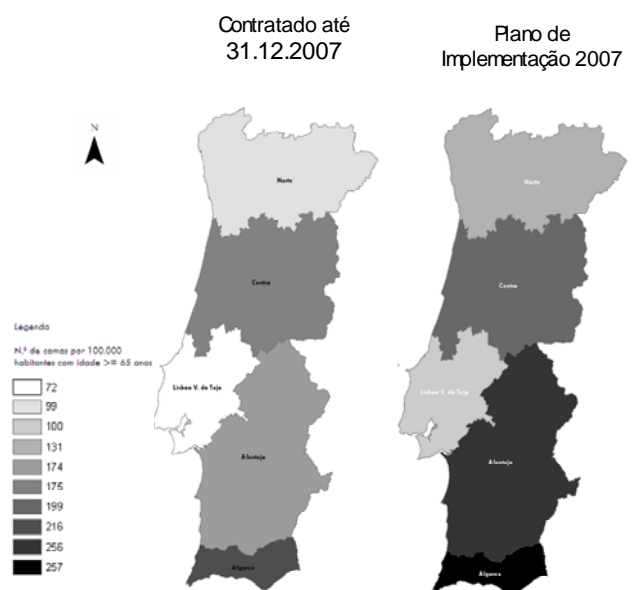 Contratado até
31.12.2007
Plano de
Implementação 2007
N
Norte
Norte
Centro
Centro
Legenda
N.º de camas por 100.000
habitantes com idade >= 65 anos
72
99
100
131
174
175
199
216
256
257
Lisboa V. do Tejo
Lisboa V. do Tejo
Alentejo
Alentejo
Algarve
Algarve